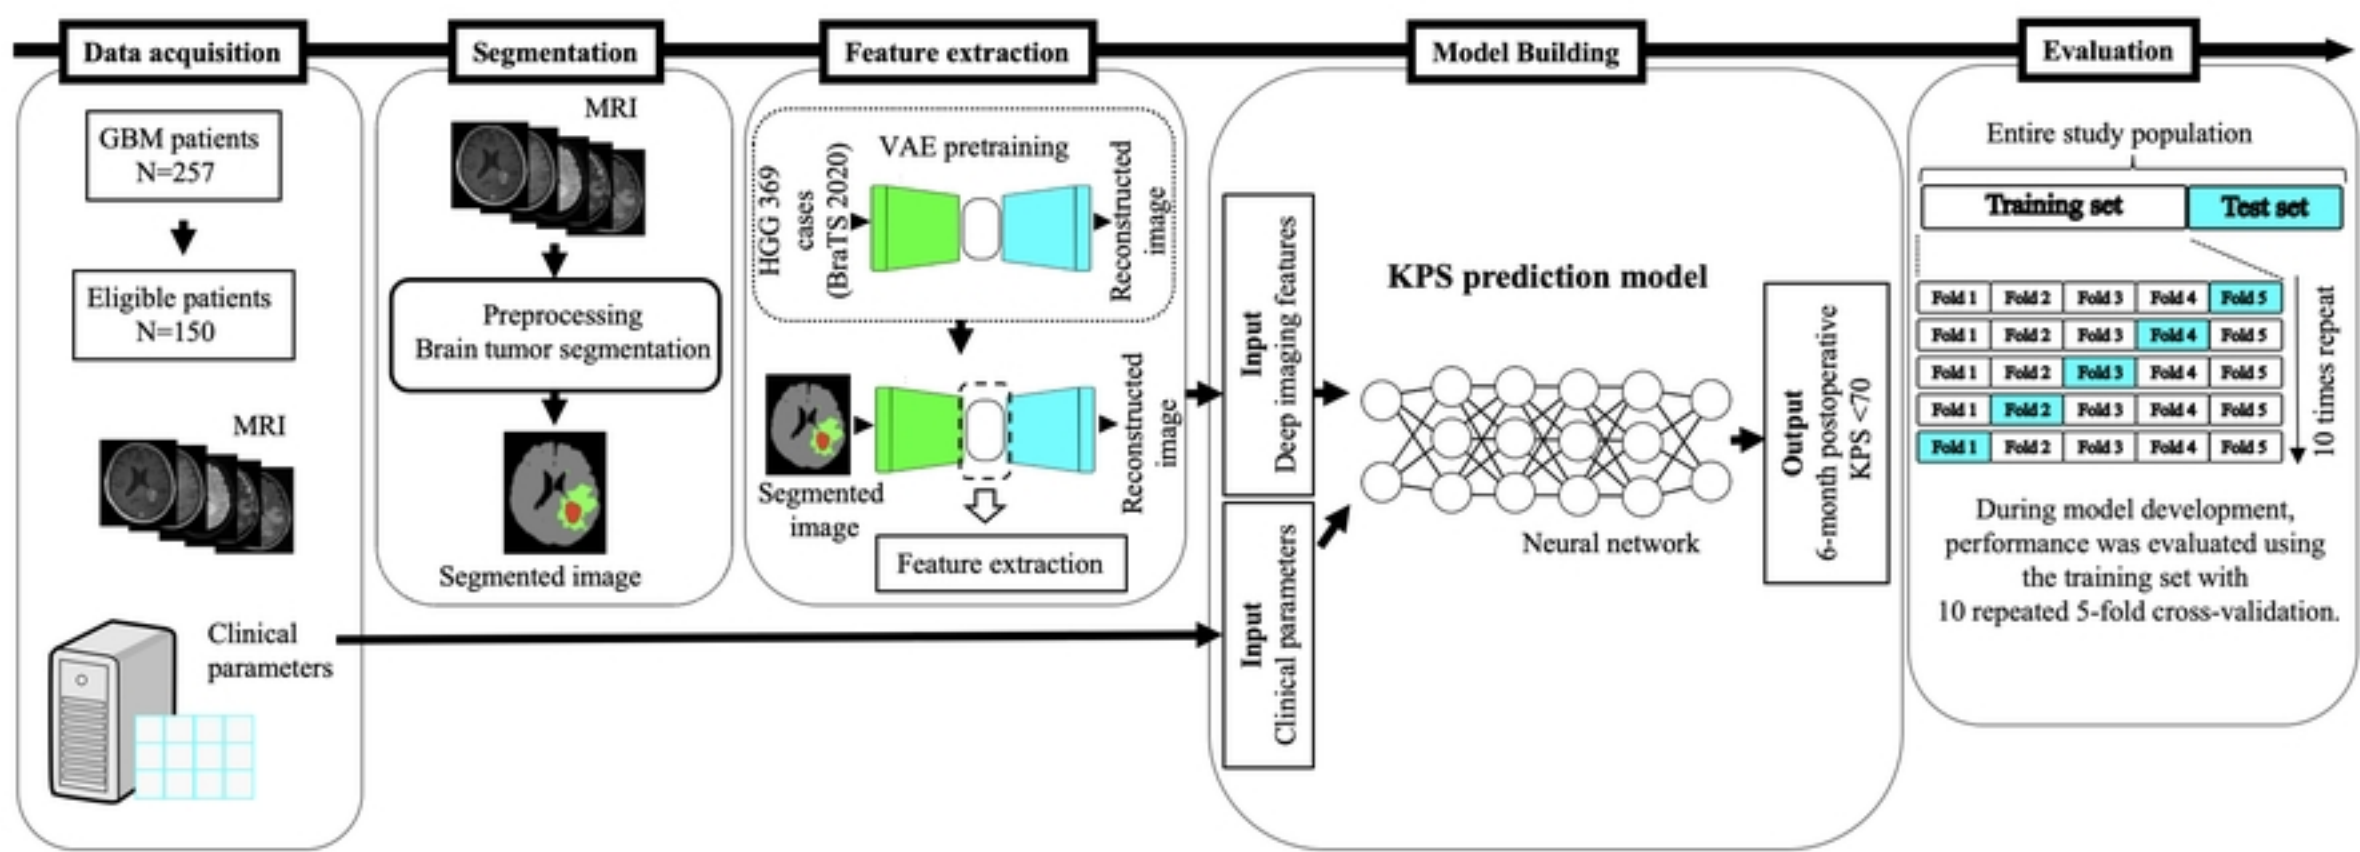 Data acquisition
GBM patients
N=257
Eligible patients
N=150
MRI
Clinical
parameters
Segmentation
MRI
Preprocessing
Brain tumor segmentation
Segmented image
Feature extraction
VAE pretraining
HGG 369
cases
(BraTS 2020)
Reconstructed
image
Segmented
image
Reconstructed
image
Feature extraction
Model Building
Input
Deep imaging features
Input
Clinical parameters
KPS prediction model
Neural network
Output
6-month postoperative
KPS <70
Evaluation
Entire study population
Training set Test set
Fold 1 Fold 2 Fold 3 Fold 4 Fold 5
Fold 1 Fold 2 Fold 3 Fold 4 Fold 5
Fold 1 Fold 2 Fold 3 Fold 4 Fold 5
Fold 1 Fold 2 Fold 3 Fold 4 Fold 5
Fold 1 Fold 2 Fold 3 Fold 4 Fold 5
10 times repeat
During model development,
performance was evaluated using
the training set with
10 repeated 5-fold cross-validation.